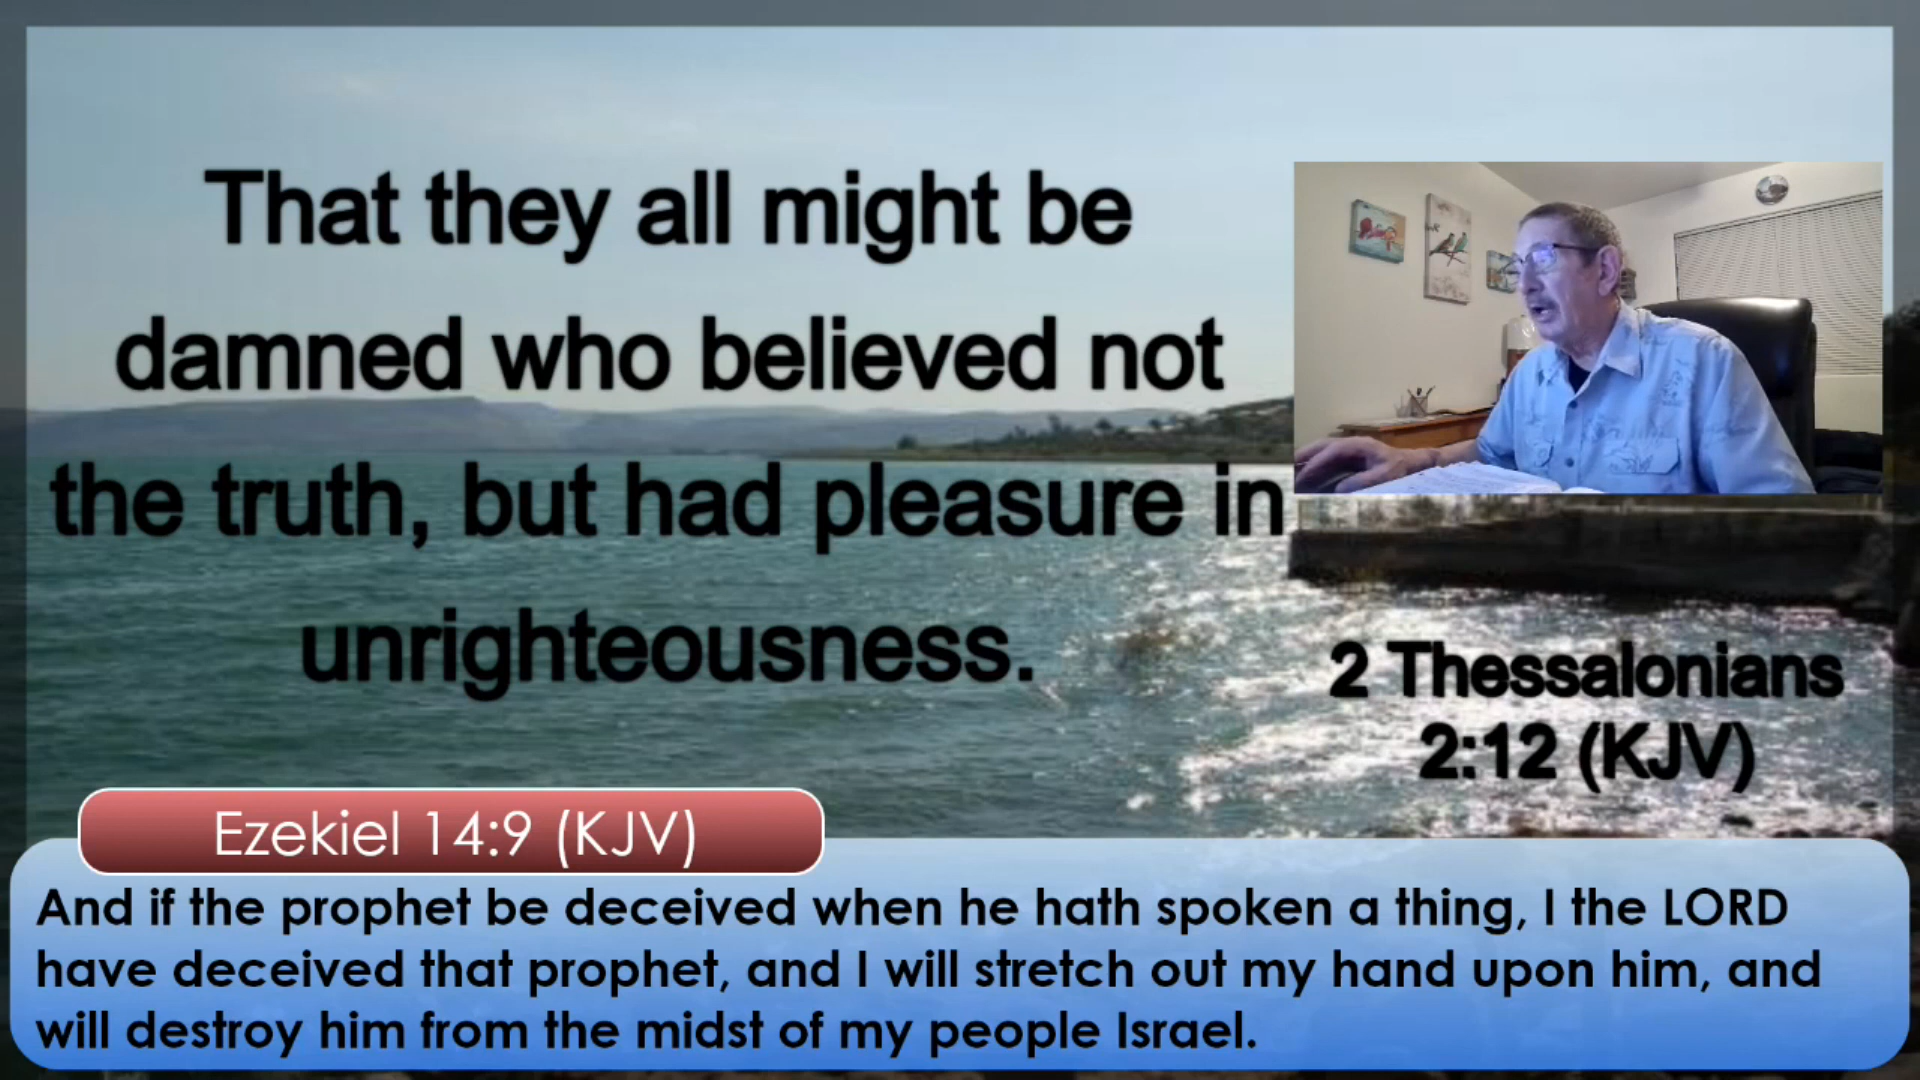 That they all might be
damned who believed not
the truth, but had pleasure in
unrighteousness.
2 Thessalonians
2:12 (KJV)
Ezekiel 14:9 (KJV)
And if the prophet be deceived when he hath spoken a thing, I the LORD
have deceived that prophet, and I will stretch out my hand upon him, and
will destroy him from the midst of my people Israel.